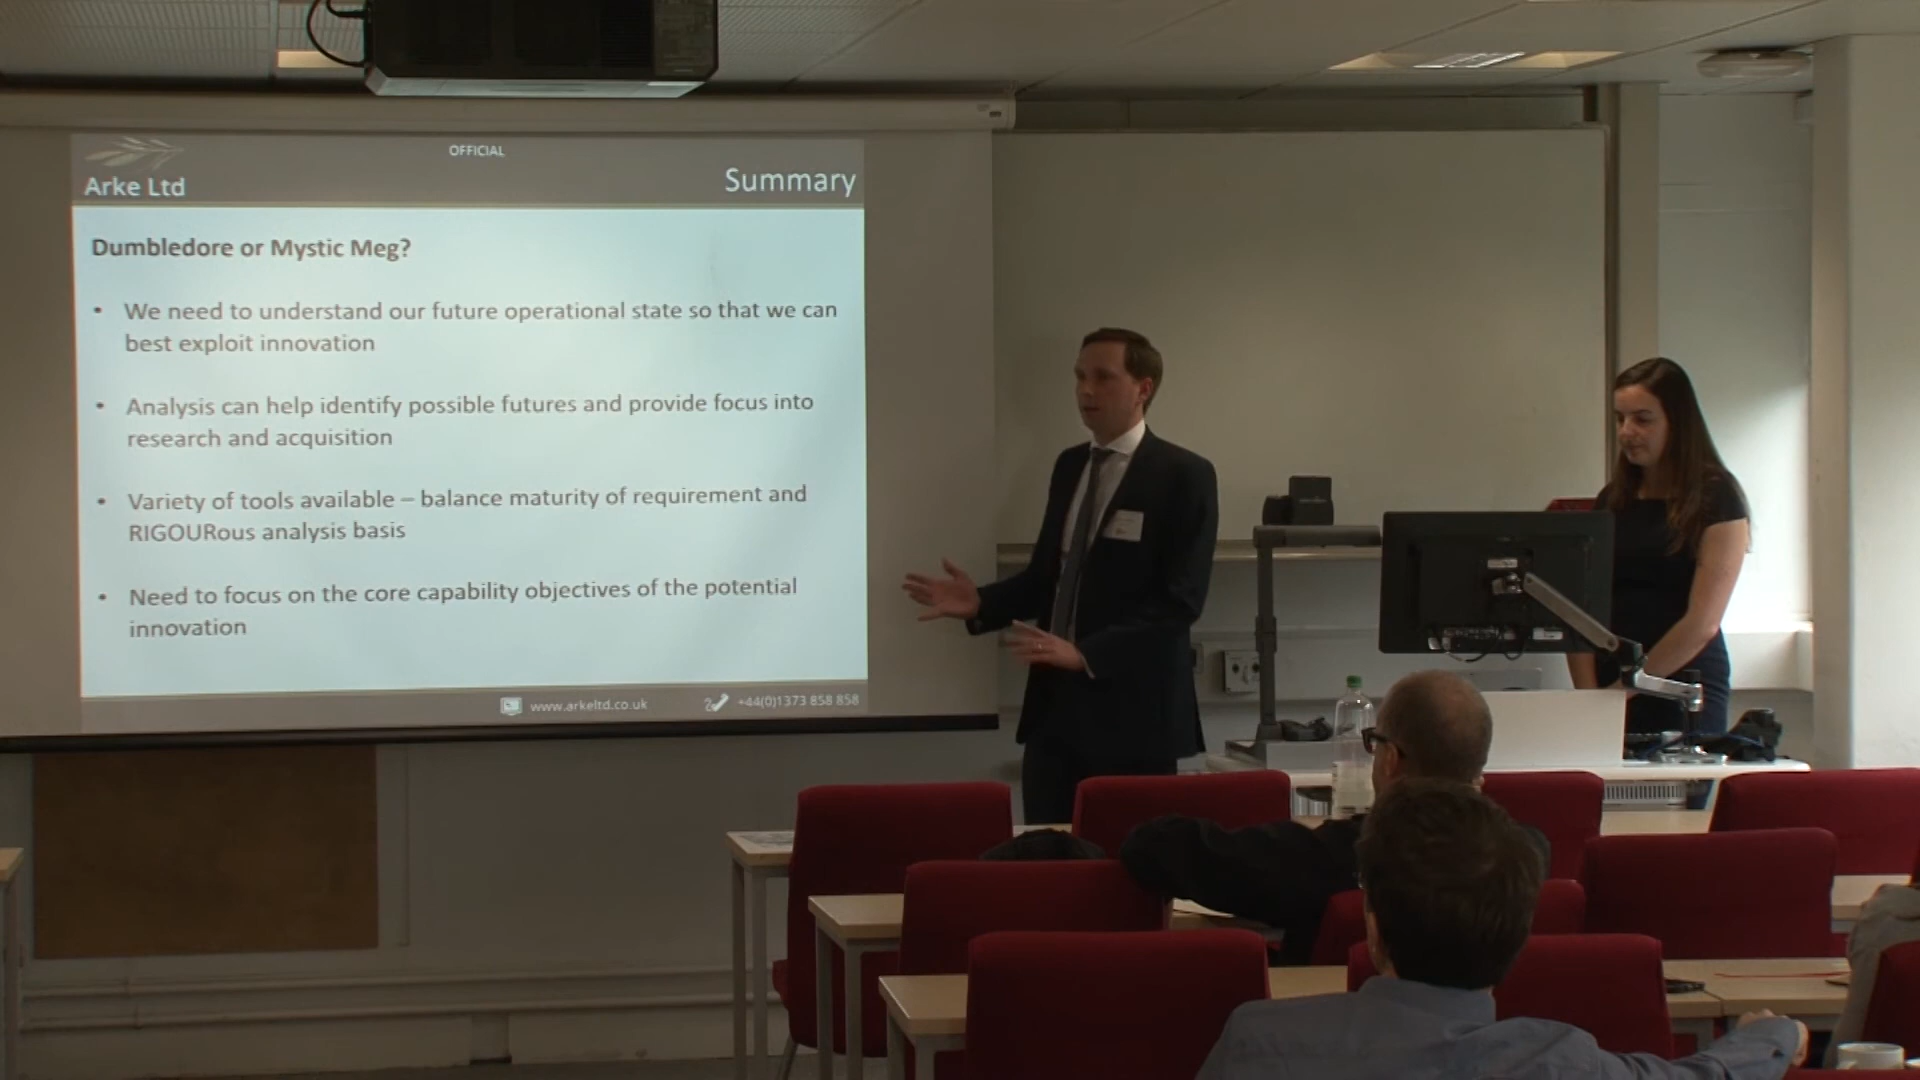 OFFICIAL
Arke Ltd
Summary
Dumbledore or Mystic Meg?
• We need to understand our future operational state so that we can
best exploit innovation
• Analysis can help identify possible futures and provide focus into
research and acquisition
• Variety of tools available – balance maturity of requirement and
RIGOURous analysis basis
• Need to focus on the core capability objectives of the potential
innovation
www.arkeltd.co.uk
+44(0)1373 858 858